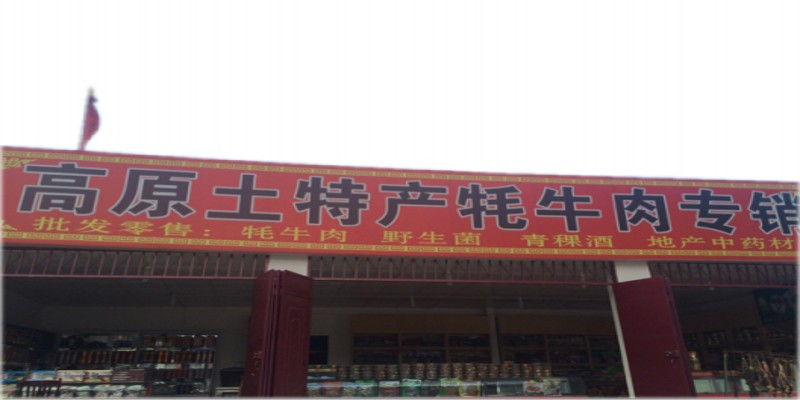 高原土特产牦牛肉专销
批发零售：牦牛肉 野生菌 青稞酒 地产中药材